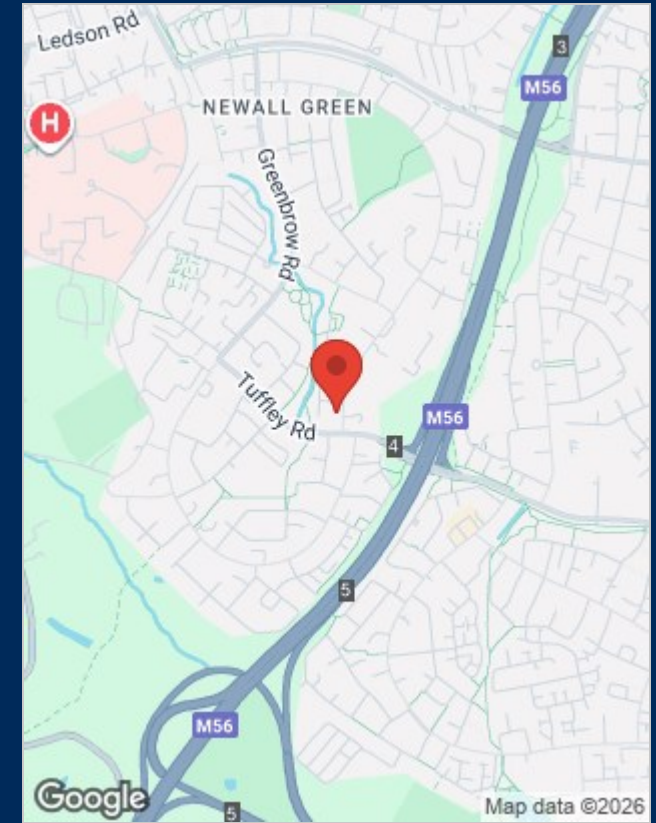 Ledson Rd
3
M56
H
NEWALL GREEN
Greenbrow Rd
Tuffley Rd
M56
4
5
M56
5
Google
Map data ©2026